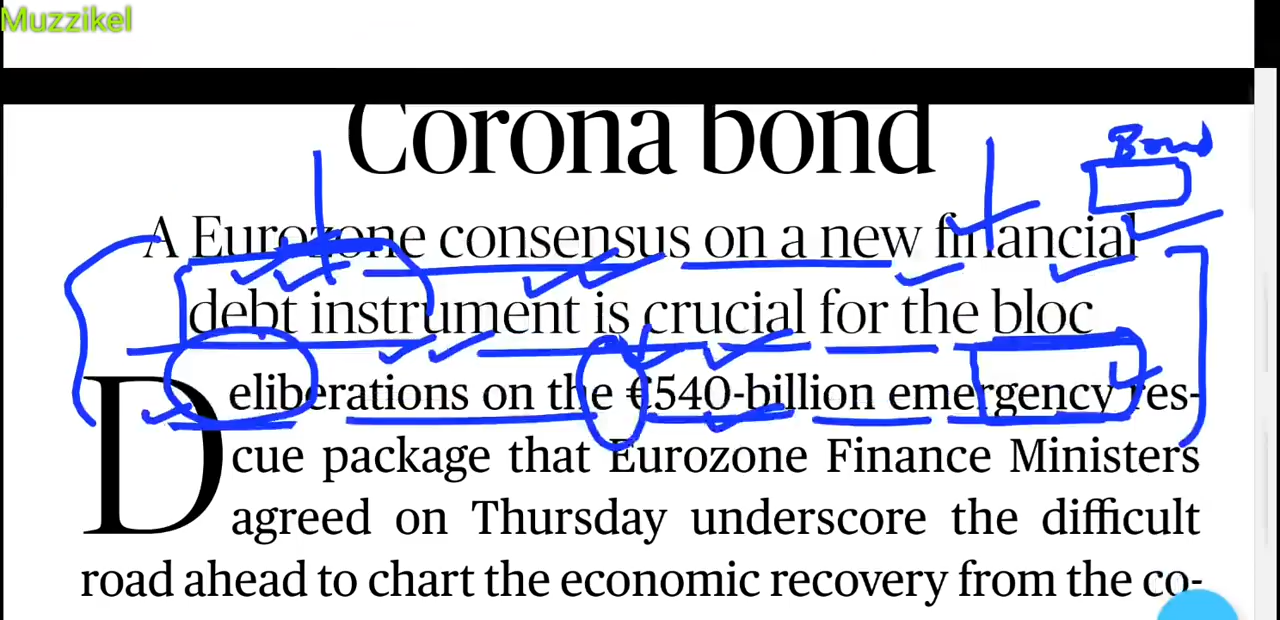 Muzzikel
Corona bond
Bond
A Eurozone consensus on a new financial
debt instrument is crucial for the bloc
Deliberations on the €540-billion emergency res-
cue package that Eurozone Finance Ministers
agreed on Thursday underscore the difficult
road ahead to chart the economic recovery from the co-